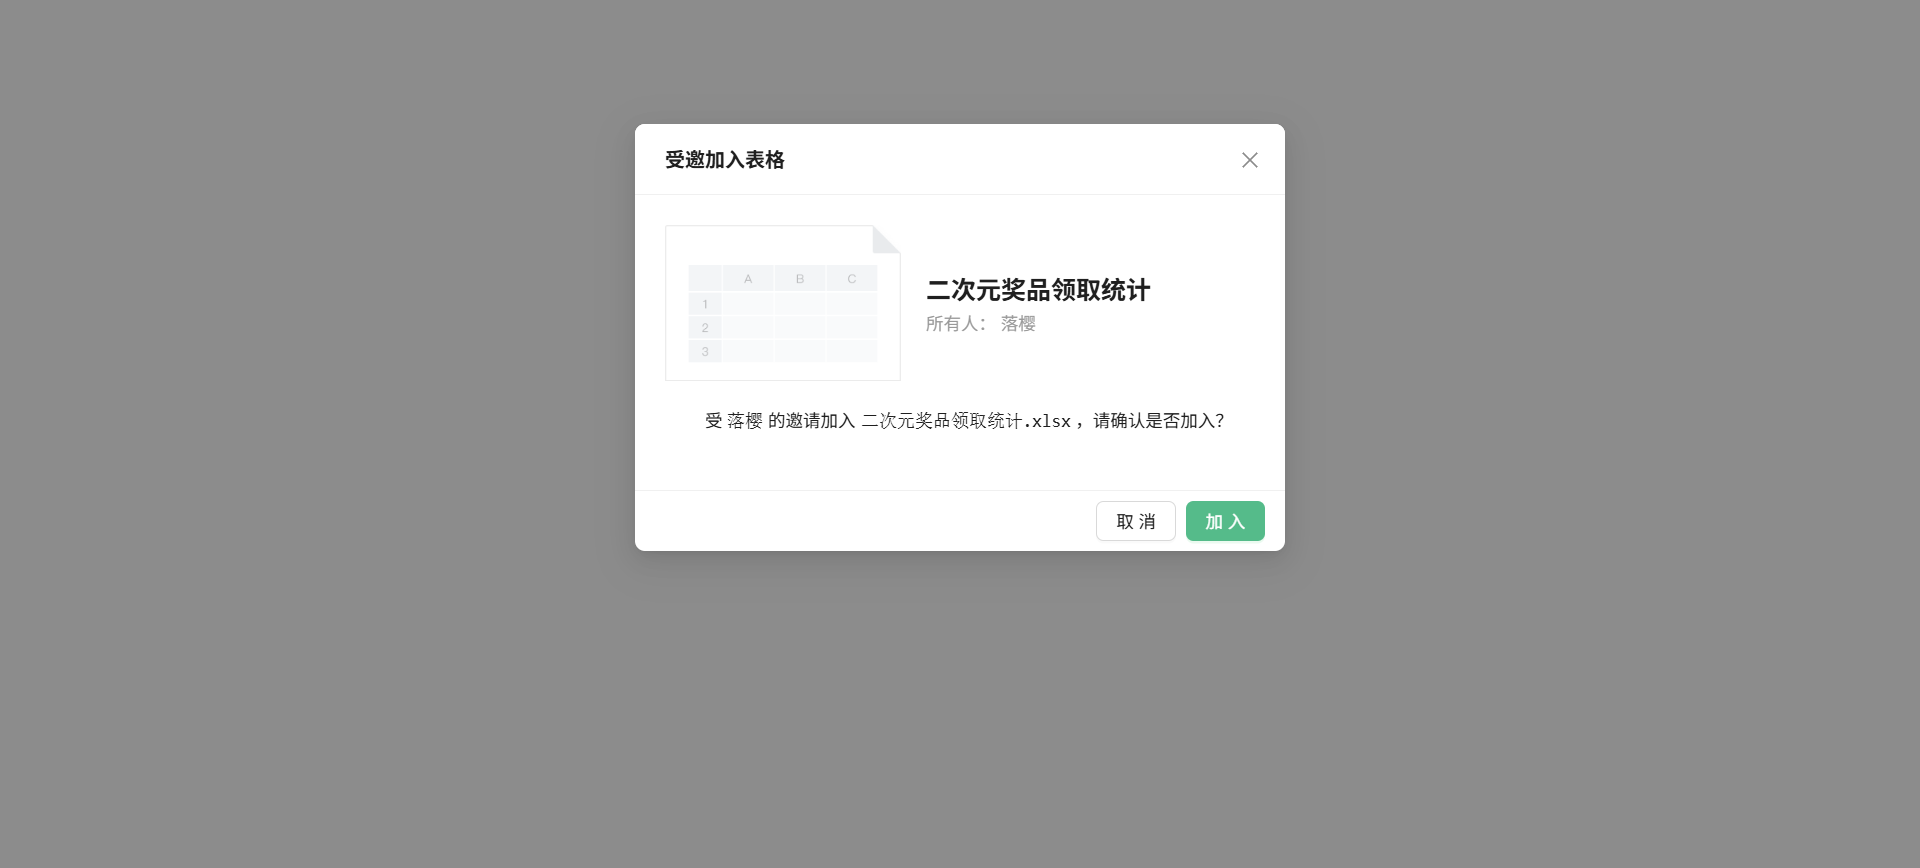 受邀加入表格
A B C
1
2
3
二次元奖品领取统计
所有人： 落樱
受 落樱 的邀请加入 二次元奖品领取统计.xlsx ，请确认是否加入？
取 消 加 入